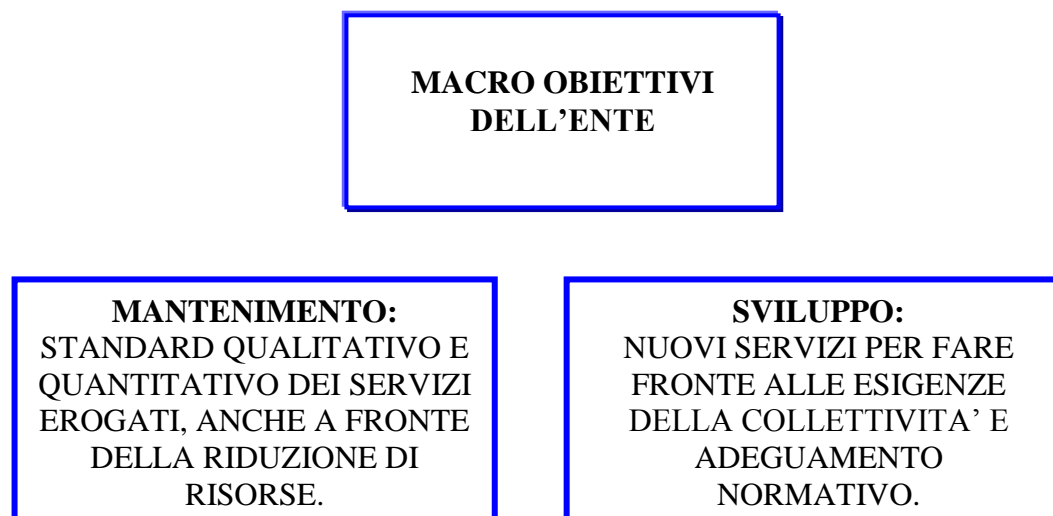 MACRO OBIETTIVI
DELL’ENTE
MANTENIMENTO:
STANDARD QUALITATIVO E
QUANTITATIVO DEI SERVIZI
EROGATI, ANCHE A FRONTE
DELLA RIDUZIONE DI
RISORSE.
SVILUPPO:
NUOVI SERVIZI PER FARE
FRONTE ALLE ESIGENZE
DELLA COLLETTIVITA’ E
ADEGUAMENTO
NORMATIVO.